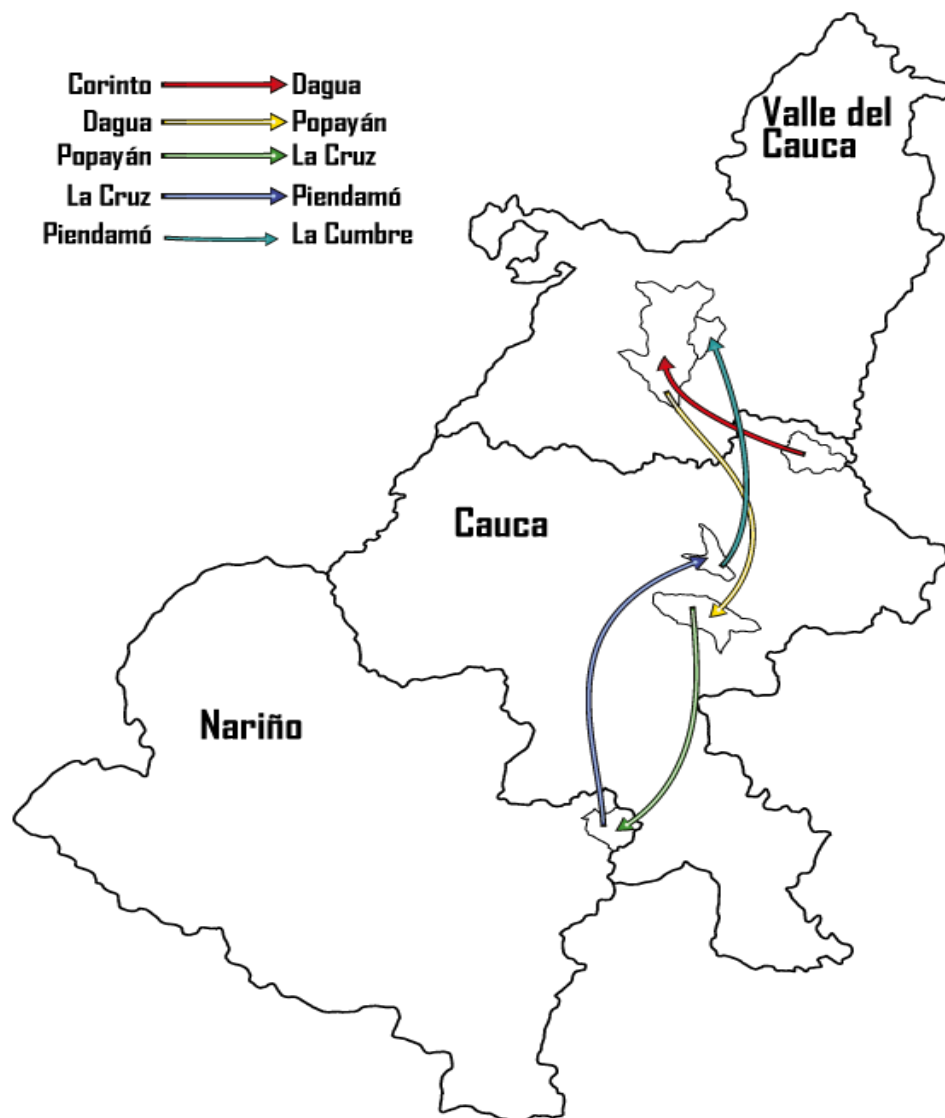 Corinto Dagua
Dagua Popayán
Popayán La Cruz
La Cruz Piendamó
Piendamó La Cumbre
Valle del
Cauca
Cauca
Nariño